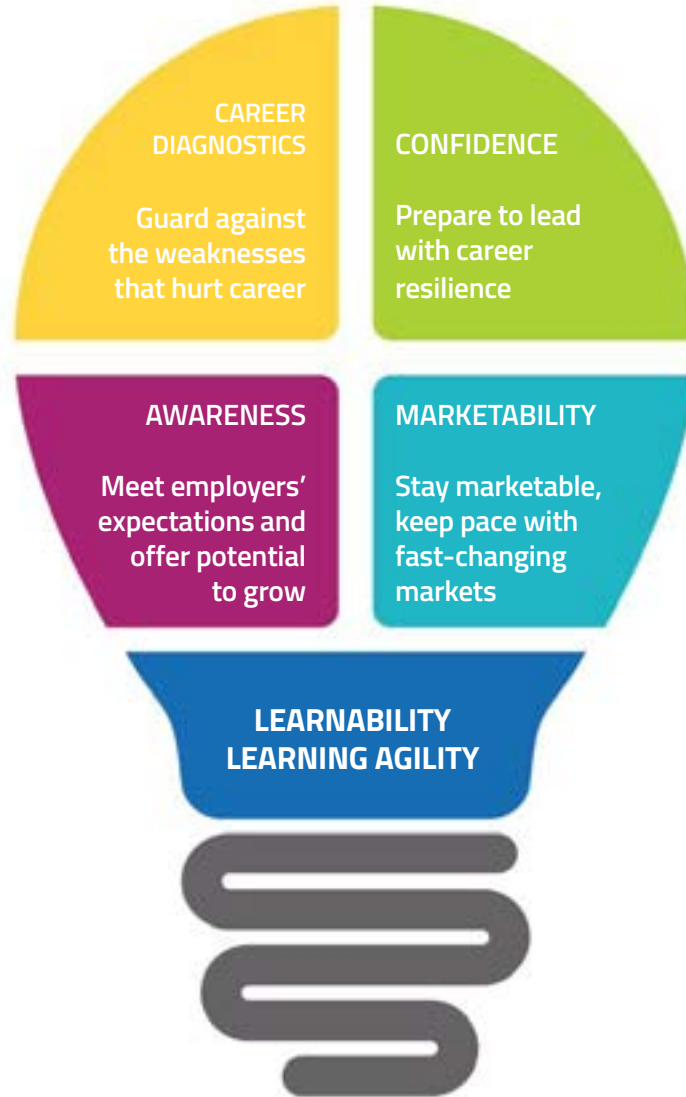 CAREER
DIAGNOSTICS
Guard against
the weaknesses
that hurt career
CONFIDENCE
Prepare to lead
with career
resilience
AWARENESS
Meet employers’
expectations and
offer potential
to grow
MARKETABILITY
Stay marketable,
keep pace with
fast-changing
markets
LEARNABILITY
LEARNING AGILITY